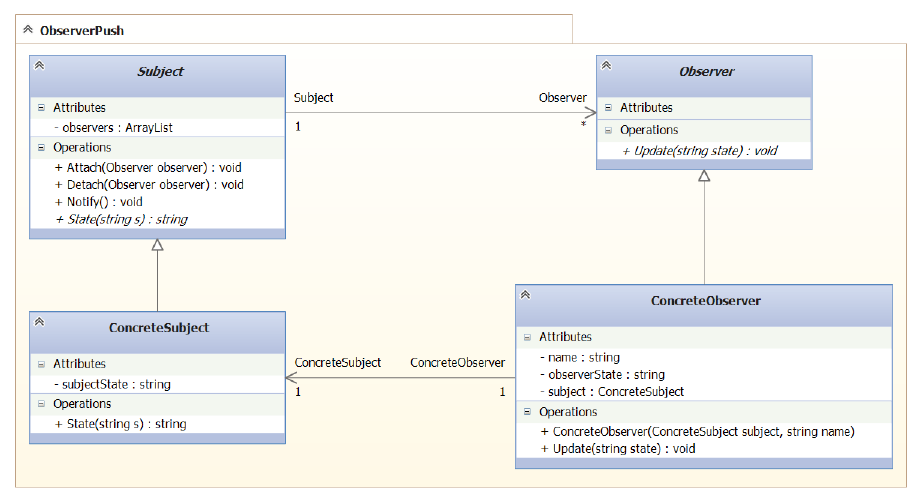 ObserverPush
Subject
Attributes
- observers : ArrayList
Operations
+ Attach(Observer observer) : void
+ Detach(Observer observer) : void
+ Notify() : void
+ State(string s) : string
Subject
Observer
1
*
Observer
Attributes
Operations
+ Update(string state) : void
ConcreteSubject
Attributes
- subjectState : string
Operations
+ State(string s) : string
ConcreteSubject
ConcreteObserver
1
1
ConcreteObserver
Attributes
- name : string
- observerState : string
- subject : ConcreteSubject
Operations
+ ConcreteObserver(ConcreteSubject subject, string name)
+ Update(string state) : void